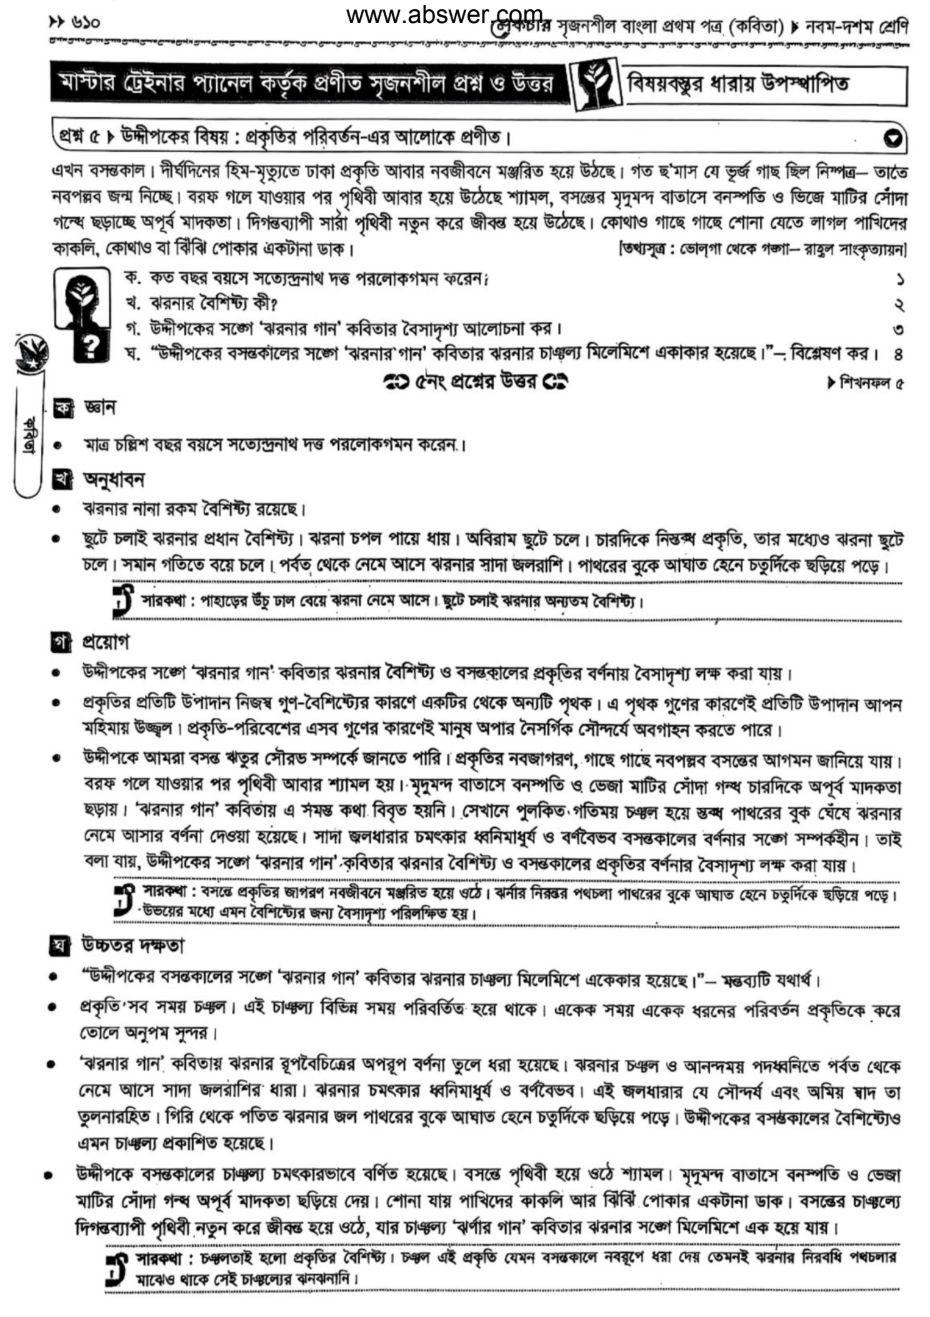 www.abswer.com
▶▶ ৬১০
লেকচার সৃজনশীল বাংলা প্রথম পত্র (কবিতা) ▶ নবম-দশম শ্রেণি
মাস্টার ট্রেইনার প্যানেল কর্তৃক প্রণীত সৃজনশীল প্রশ্ন ও উত্তর
বিষয়বস্তুর ধারায় উপস্থাপিত
প্রশ্ন ৫ ▶ উদ্দীপকের বিষয় : প্রকৃতির পরিবর্তন-এর আলোকে প্রণীত।
এখন বসন্তকাল। দীর্ঘদিনের হিম-মৃত্যুতে ঢাকা প্রকৃতি আবার নবজীবনে মঞ্জরিত হয়ে উঠছে। গত ছ'মাস যে ভূর্জ গাছ ছিল নিষ্পত্র— তাতে
নবপল্লব জন্ম নিচ্ছে। বরফ গলে যাওয়ার পর পৃথিবী আবার হয়ে উঠেছে শ্যামল, বসন্তের মৃদুমন্দ বাতাসে বনস্পতি ও ভিজে মাটির সোঁদা
গন্ধে ছড়াচ্ছে অপূর্ব মাদকতা। দিগন্তব্যাপী সারা পৃথিবী নতুন করে জীবন্ত হয়ে উঠেছে। কোথাও গাছে গাছে শোনা যেতে লাগল পাখিদের
কাকলি, কোথাও বা ঝিঁঝি পোকার একটানা ডাক।
[তথ্যসূত্র : ভোল্‌গা থেকে গঙ্গা— রাহুল সাংকৃত্যায়ন]
ক. কত বছর বয়সে সত্যেন্দ্রনাথ দত্ত পরলোকগমন করেন? ১
খ. ঝরনার বৈশিষ্ট্য কী? ২
গ. উদ্দীপকের সঙ্গে 'ঝরনার গান' কবিতার বৈসাদৃশ্য আলোচনা কর। ৩
ঘ. "উদ্দীপকের বসন্তকালের সঙ্গে 'ঝরনার গান' কবিতার ঝরনার চাঞ্চল্য মিলেমিশে একাকার হয়েছে।"— বিশ্লেষণ কর। ৪
৫নং প্রশ্নের উত্তর
▶ শিখনফল ৫
কবিতা
ক জ্ঞান
• মাত্র চল্লিশ বছর বয়সে সত্যেন্দ্রনাথ দত্ত পরলোকগমন করেন।
খ অনুধাবন
• ঝরনার নানা রকম বৈশিষ্ট্য রয়েছে।
• ছুটে চলাই ঝরনার প্রধান বৈশিষ্ট্য। ঝরনা চপল পায়ে ধায়। অবিরাম ছুটে চলে। চারদিকে নিস্তব্ধ প্রকৃতি, তার মধ্যেও ঝরনা ছুটে
চলে। সমান গতিতে বয়ে চলে। পর্বত থেকে নেমে আসে ঝরনার সাদা জলরাশি। পাথরের বুকে আঘাত হেনে চতুর্দিকে ছড়িয়ে পড়ে।
সারকথা : পাহাড়ের উঁচু ঢাল বেয়ে ঝরনা নেমে আসে। ছুটে চলাই ঝরনার অন্যতম বৈশিষ্ট্য।
গ প্রয়োগ
• উদ্দীপকের সঙ্গে 'ঝরনার গান' কবিতার ঝরনার বৈশিষ্ট্য ও বসন্তকালের প্রকৃতির বর্ণনায় বৈসাদৃশ্য লক্ষ করা যায়।
• প্রকৃতির প্রতিটি উপাদান নিজস্ব গুণ-বৈশিষ্ট্যের কারণে একটির থেকে অন্যটি পৃথক। এ পৃথক গুণের কারণেই প্রতিটি উপাদান আপন
মহিমায় উজ্জ্বল। প্রকৃতি-পরিবেশের এসব গুণের কারণেই মানুষ অপার নৈসর্গিক সৌন্দর্যে অবগাহন করতে পারে।
• উদ্দীপকে আমরা বসন্ত ঋতুর সৌরভ সম্পর্কে জানতে পারি। প্রকৃতির নবজাগরণ, গাছে গাছে নবপল্লব বসন্তের আগমন জানিয়ে যায়।
বরফ গলে যাওয়ার পর পৃথিবী আবার শ্যামল হয়। মৃদুমন্দ বাতাসে বনস্পতি ও ভেজা মাটির সোঁদা গন্ধ চারদিকে অপূর্ব মাদকতা
ছড়ায়। 'ঝরনার গান' কবিতায় এ সমস্ত কথা বিবৃত হয়নি। সেখানে পুলকিত গতিময় চঞ্চল হয়ে স্তব্ধ পাথরের বুক ঘেঁষে ঝরনার
নেমে আসার বর্ণনা দেওয়া হয়েছে। সাদা জলধারার চমৎকার ধ্বনিমাধুর্য ও বর্ণবৈভব বসন্তকালের বর্ণনার সঙ্গে সম্পর্কহীন। তাই
বলা যায়, উদ্দীপকের সঙ্গে 'ঝরনার গান' কবিতার ঝরনার বৈশিষ্ট্য ও বসন্তকালের প্রকৃতির বর্ণনার বৈসাদৃশ্য লক্ষ করা যায়।
সারকথা : বসন্তে প্রকৃতির জাগরণ নবজীবনে মঞ্জরিত হয়ে ওঠে। ঝর্নার নিরন্তর পথচলা পাথরের বুকে আঘাত হেনে চতুর্দিকে ছড়িয়ে পড়ে।
উভয়ের মধ্যে এমন বৈশিষ্ট্যের জন্য বৈসাদৃশ্য পরিলক্ষিত হয়।
ঘ উচ্চতর দক্ষতা
• "উদ্দীপকের বসন্তকালের সঙ্গে 'ঝরনার গান' কবিতার ঝরনার চাঞ্চল্য মিলেমিশে একেকার হয়েছে।"— মন্তব্যটি যথার্থ।
• প্রকৃতি সব সময় চঞ্চল। এই চাঞ্চল্য বিভিন্ন সময় পরিবর্তিত হয়ে থাকে। একেক সময় একেক ধরনের পরিবর্তন প্রকৃতিকে করে
তোলে অনুপম সুন্দর।
• 'ঝরনার গান' কবিতায় ঝরনার রূপবৈচিত্রের অপরূপ বর্ণনা তুলে ধরা হয়েছে। ঝরনার চঞ্চল ও আনন্দময় পদধ্বনিতে পর্বত থেকে
নেমে আসে সাদা জলরাশির ধারা। ঝরনার চমৎকার ধ্বনিমাধুর্য ও বর্ণবৈভব। এই জলধারার যে সৌন্দর্য এবং অমিয় স্বাদ তা
তুলনারহিত। গিরি থেকে পতিত ঝরনার জল পাথরের বুকে আঘাত হেনে চতুর্দিকে ছড়িয়ে পড়ে। উদ্দীপকের বসন্তকালের বৈশিষ্ট্যেও
এমন চাঞ্চল্য প্রকাশিত হয়েছে।
• উদ্দীপকে বসন্তকালের চাঞ্চল্য চমৎকারভাবে বর্ণিত হয়েছে। বসন্তে পৃথিবী হয়ে ওঠে শ্যামল। মৃদুমন্দ বাতাসে বনস্পতি ও ভেজা
মাটির সোঁদা গন্ধ অপূর্ব মাদকতা ছড়িয়ে দেয়। শোনা যায় পাখিদের কাকলি আর ঝিঁঝি পোকার একটানা ডাক। বসন্তের চাঞ্চল্যে
দিগন্তব্যাপী পৃথিবী নতুন করে জীবন্ত হয়ে ওঠে, যার চাঞ্চল্য 'ঝর্ণার গান' কবিতার ঝরনার সঙ্গে মিলেমিশে এক হয়ে যায়।
সারকথা : চঞ্চলতাই হলো প্রকৃতির বৈশিষ্ট্য। চঞ্চল এই প্রকৃতি যেমন বসন্তকালে নবরূপে ধরা দেয় তেমনই ঝরনার নিরবধি পথচলার
মাঝেও থাকে সেই চাঞ্চল্যের ঝনঝনানি।